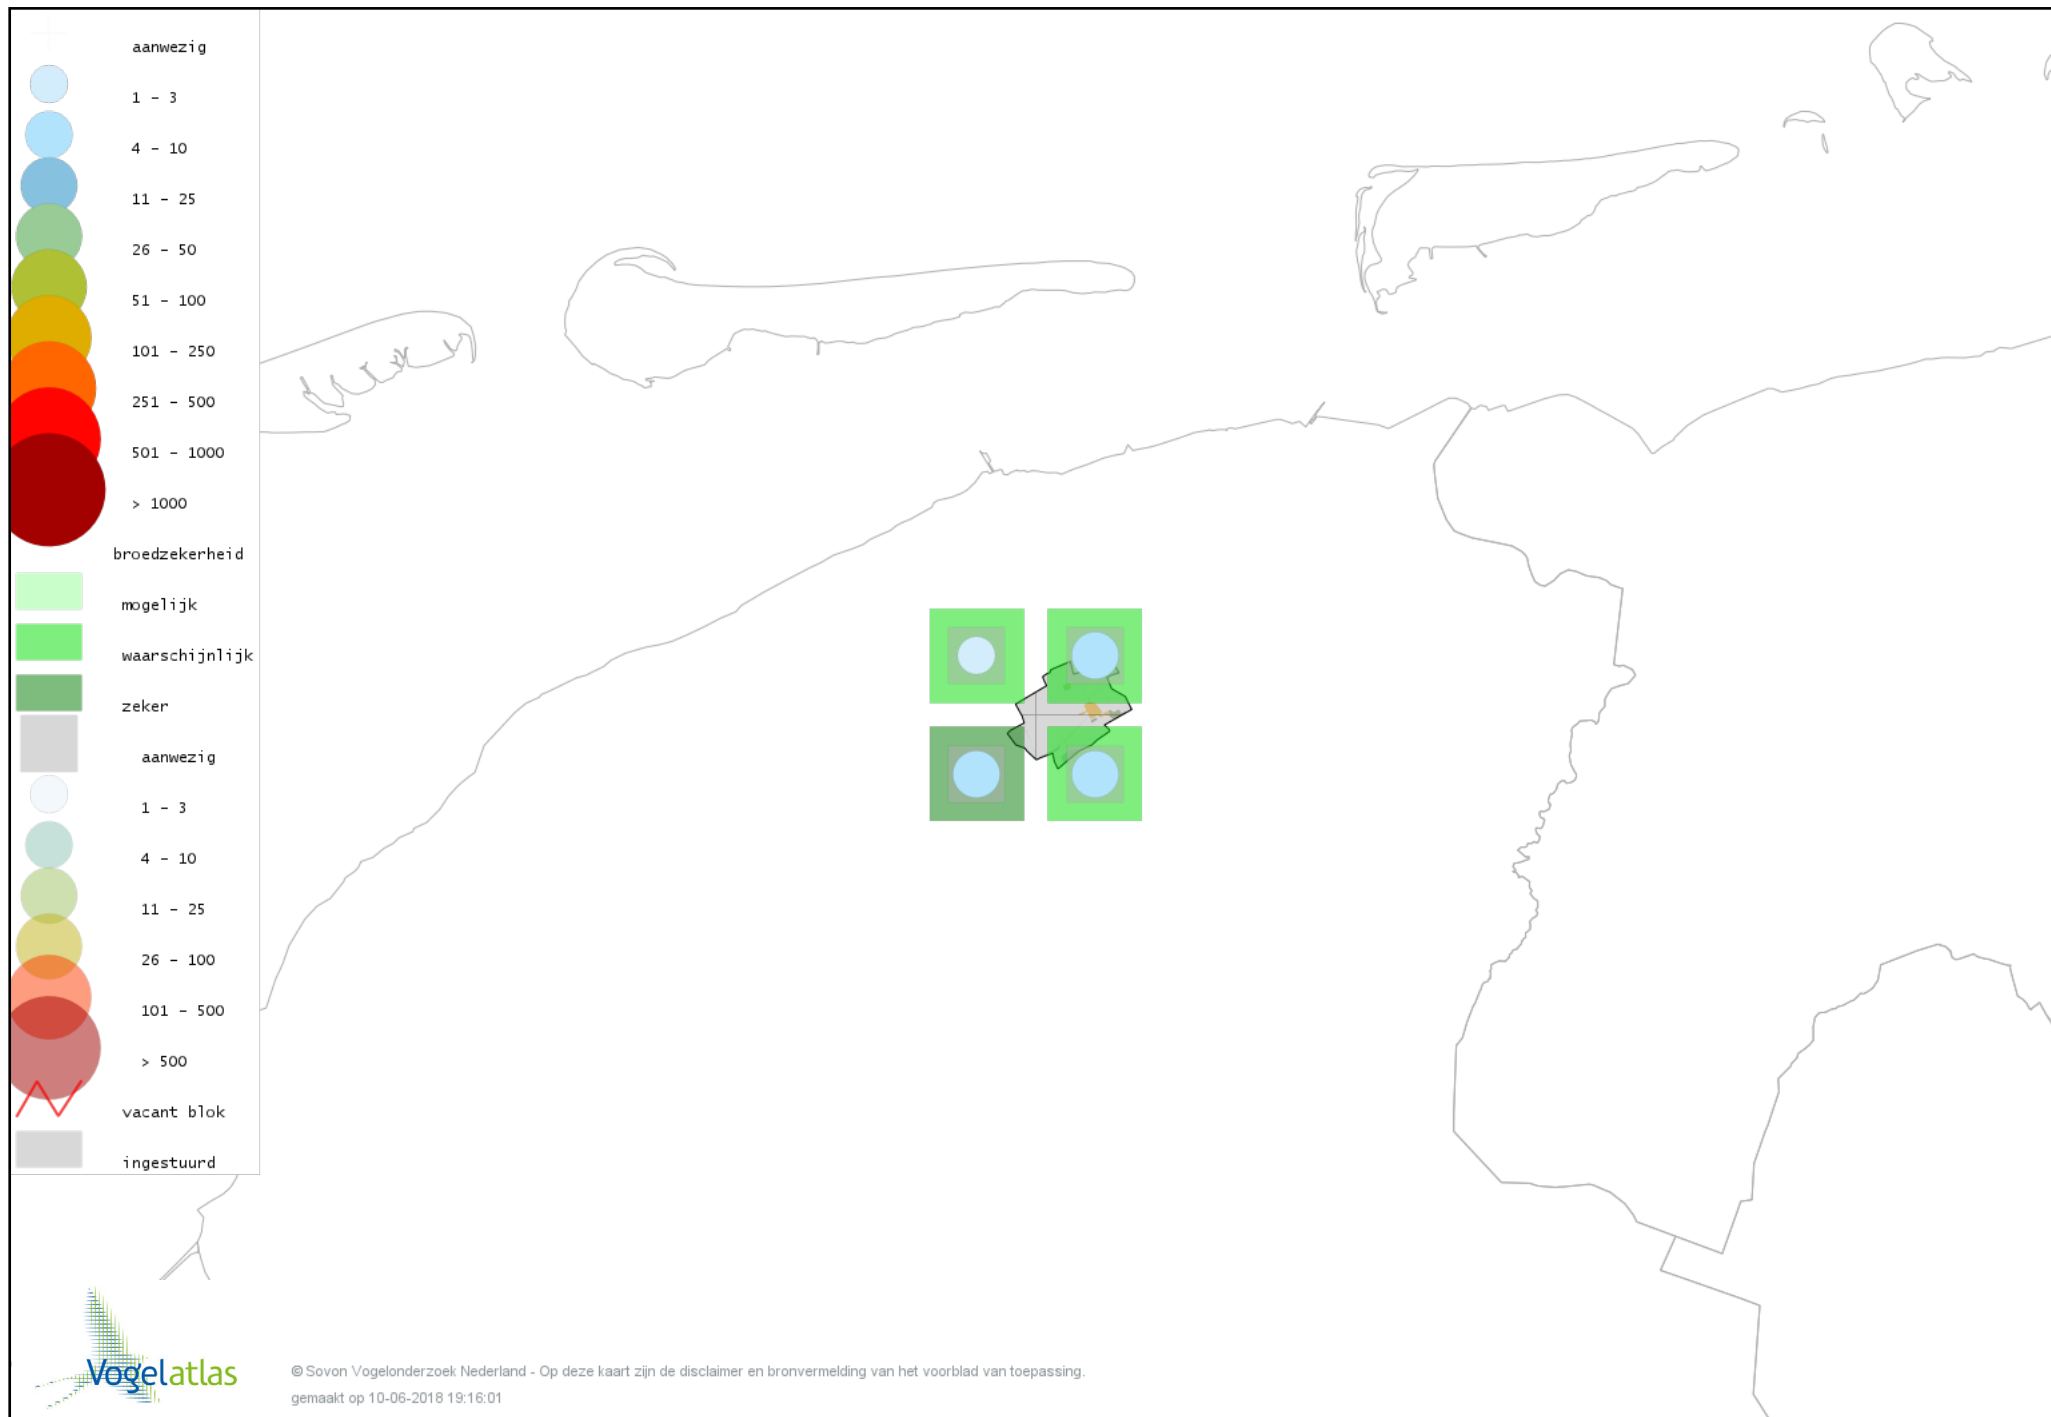 aanwezig
1 - 3
4 - 10
11 - 25
26 - 50
51 - 100
101 - 250
251 - 500
501 - 1000
> 1000
broedzekerheid
mogelijk
waarschijnlijk
zeker
aanwezig
1 - 3
4 - 10
11 - 25
26 - 100
101 - 500
> 500
vacant blok
ingestuurd
Vogelatlas
© Sovon Vogelonderzoek Nederland - Op deze kaart zijn de disclaimer en bronvermelding van het voorblad van toepassing.
gemaakt op 10-06-2018 19:16:01